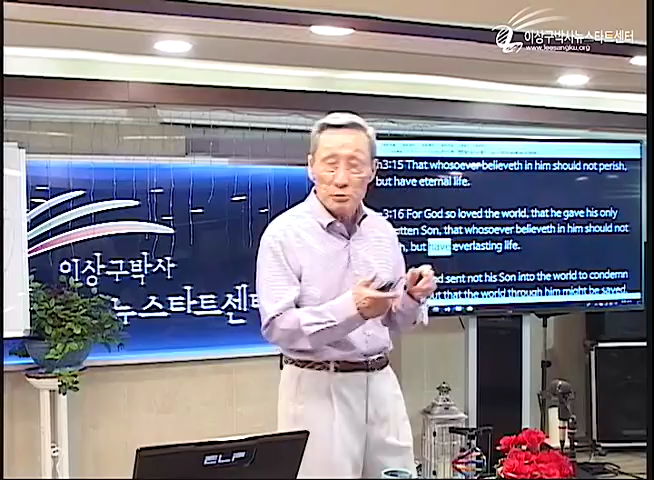 이상구박사뉴스타트센터
www.leesangku.org
3:15 That whosoever believeth in him should not perish,
but have eternal life.
3:16 For God so loved the world, that he gave his only
Son, that whosoever believeth in him should not
but have everlasting life.
sent not his Son into the world to condemn
but that the world through him might be saved.
이상구박사
뉴스타트센터